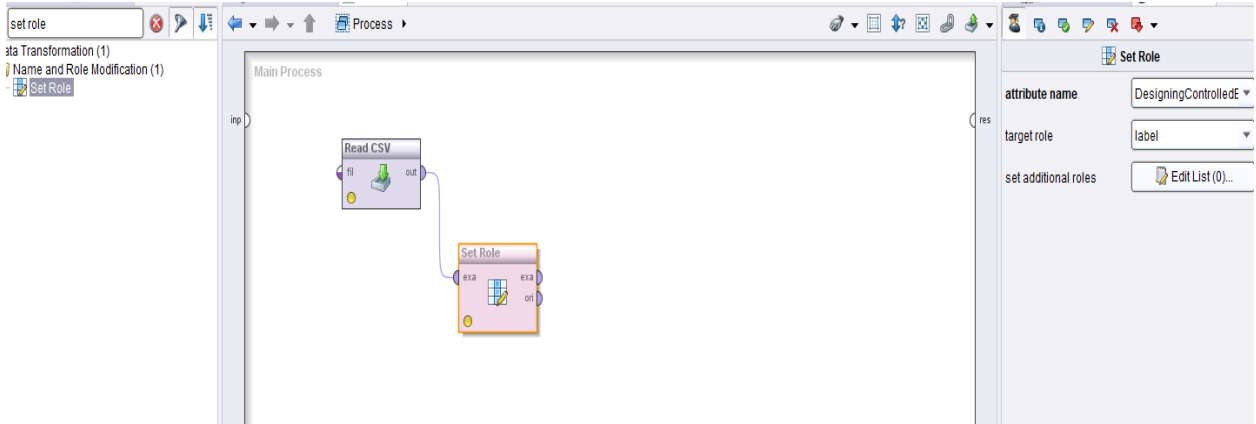 set role
Process
ata Transformation (1)
Name and Role Modification (1)
Set Role
Main Process
inp
res
Read CSV
fil
out
Set Role
exa
exa
ori
Set Role
attribute name
DesigningControlledE
target role
label
set additional roles
Edit List (0)...